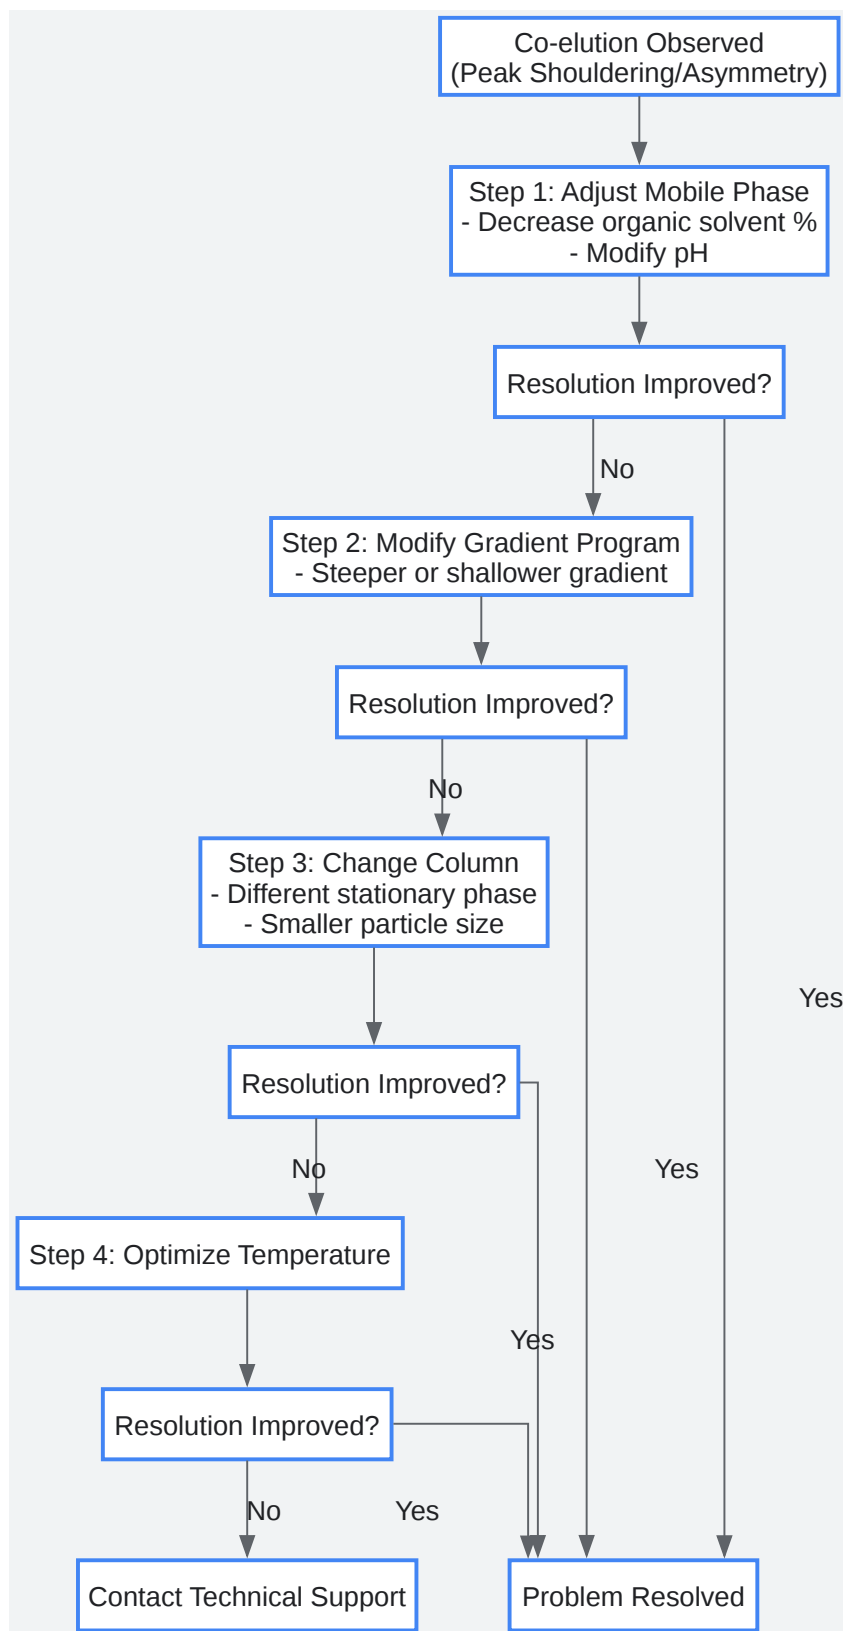 Co-elution Observed
(Peak Shouldering/Asymmetry)
Step 1: Adjust Mobile Phase
- Decrease organic solvent %
- Modify pH
Resolution Improved?
No
Step 2: Modify Gradient Program
- Steeper or shallower gradient
Resolution Improved?
No
Step 3: Change Column
- Different stationary phase
- Smaller particle size
Yes
Resolution Improved?
No
Yes
Step 4: Optimize Temperature
Yes
Resolution Improved?
No
Yes
Contact Technical Support
Problem Resolved